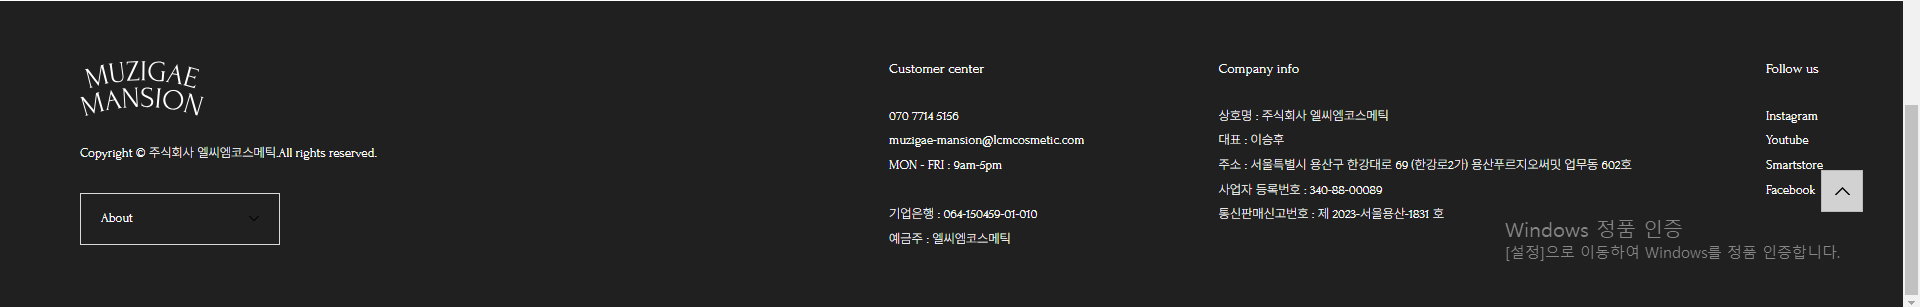 MUZIGAE
MANSION
Copyright © 주식회사 엘씨엠코스메틱.All rights reserved.
About
Customer center
070 7714 5156
muzigae-mansion@lcmcosmetic.com
MON - FRI : 9am-5pm
기업은행 : 064-150459-01-010
예금주 : 엘씨엠코스메틱
Company info
상호명 : 주식회사 엘씨엠코스메틱
대표 : 이승후
주소 : 서울특별시 용산구 한강대로 69 (한강로2가) 용산푸르지오써밋 업무동 602호
사업자 등록번호 : 340-88-00089
통신판매신고번호 : 제 2023-서울용산-1831 호
Follow us
Instagram
Youtube
Smartstore
Facebook
Windows 정품 인증
[설정]으로 이동하여 Windows를 정품 인증합니다.